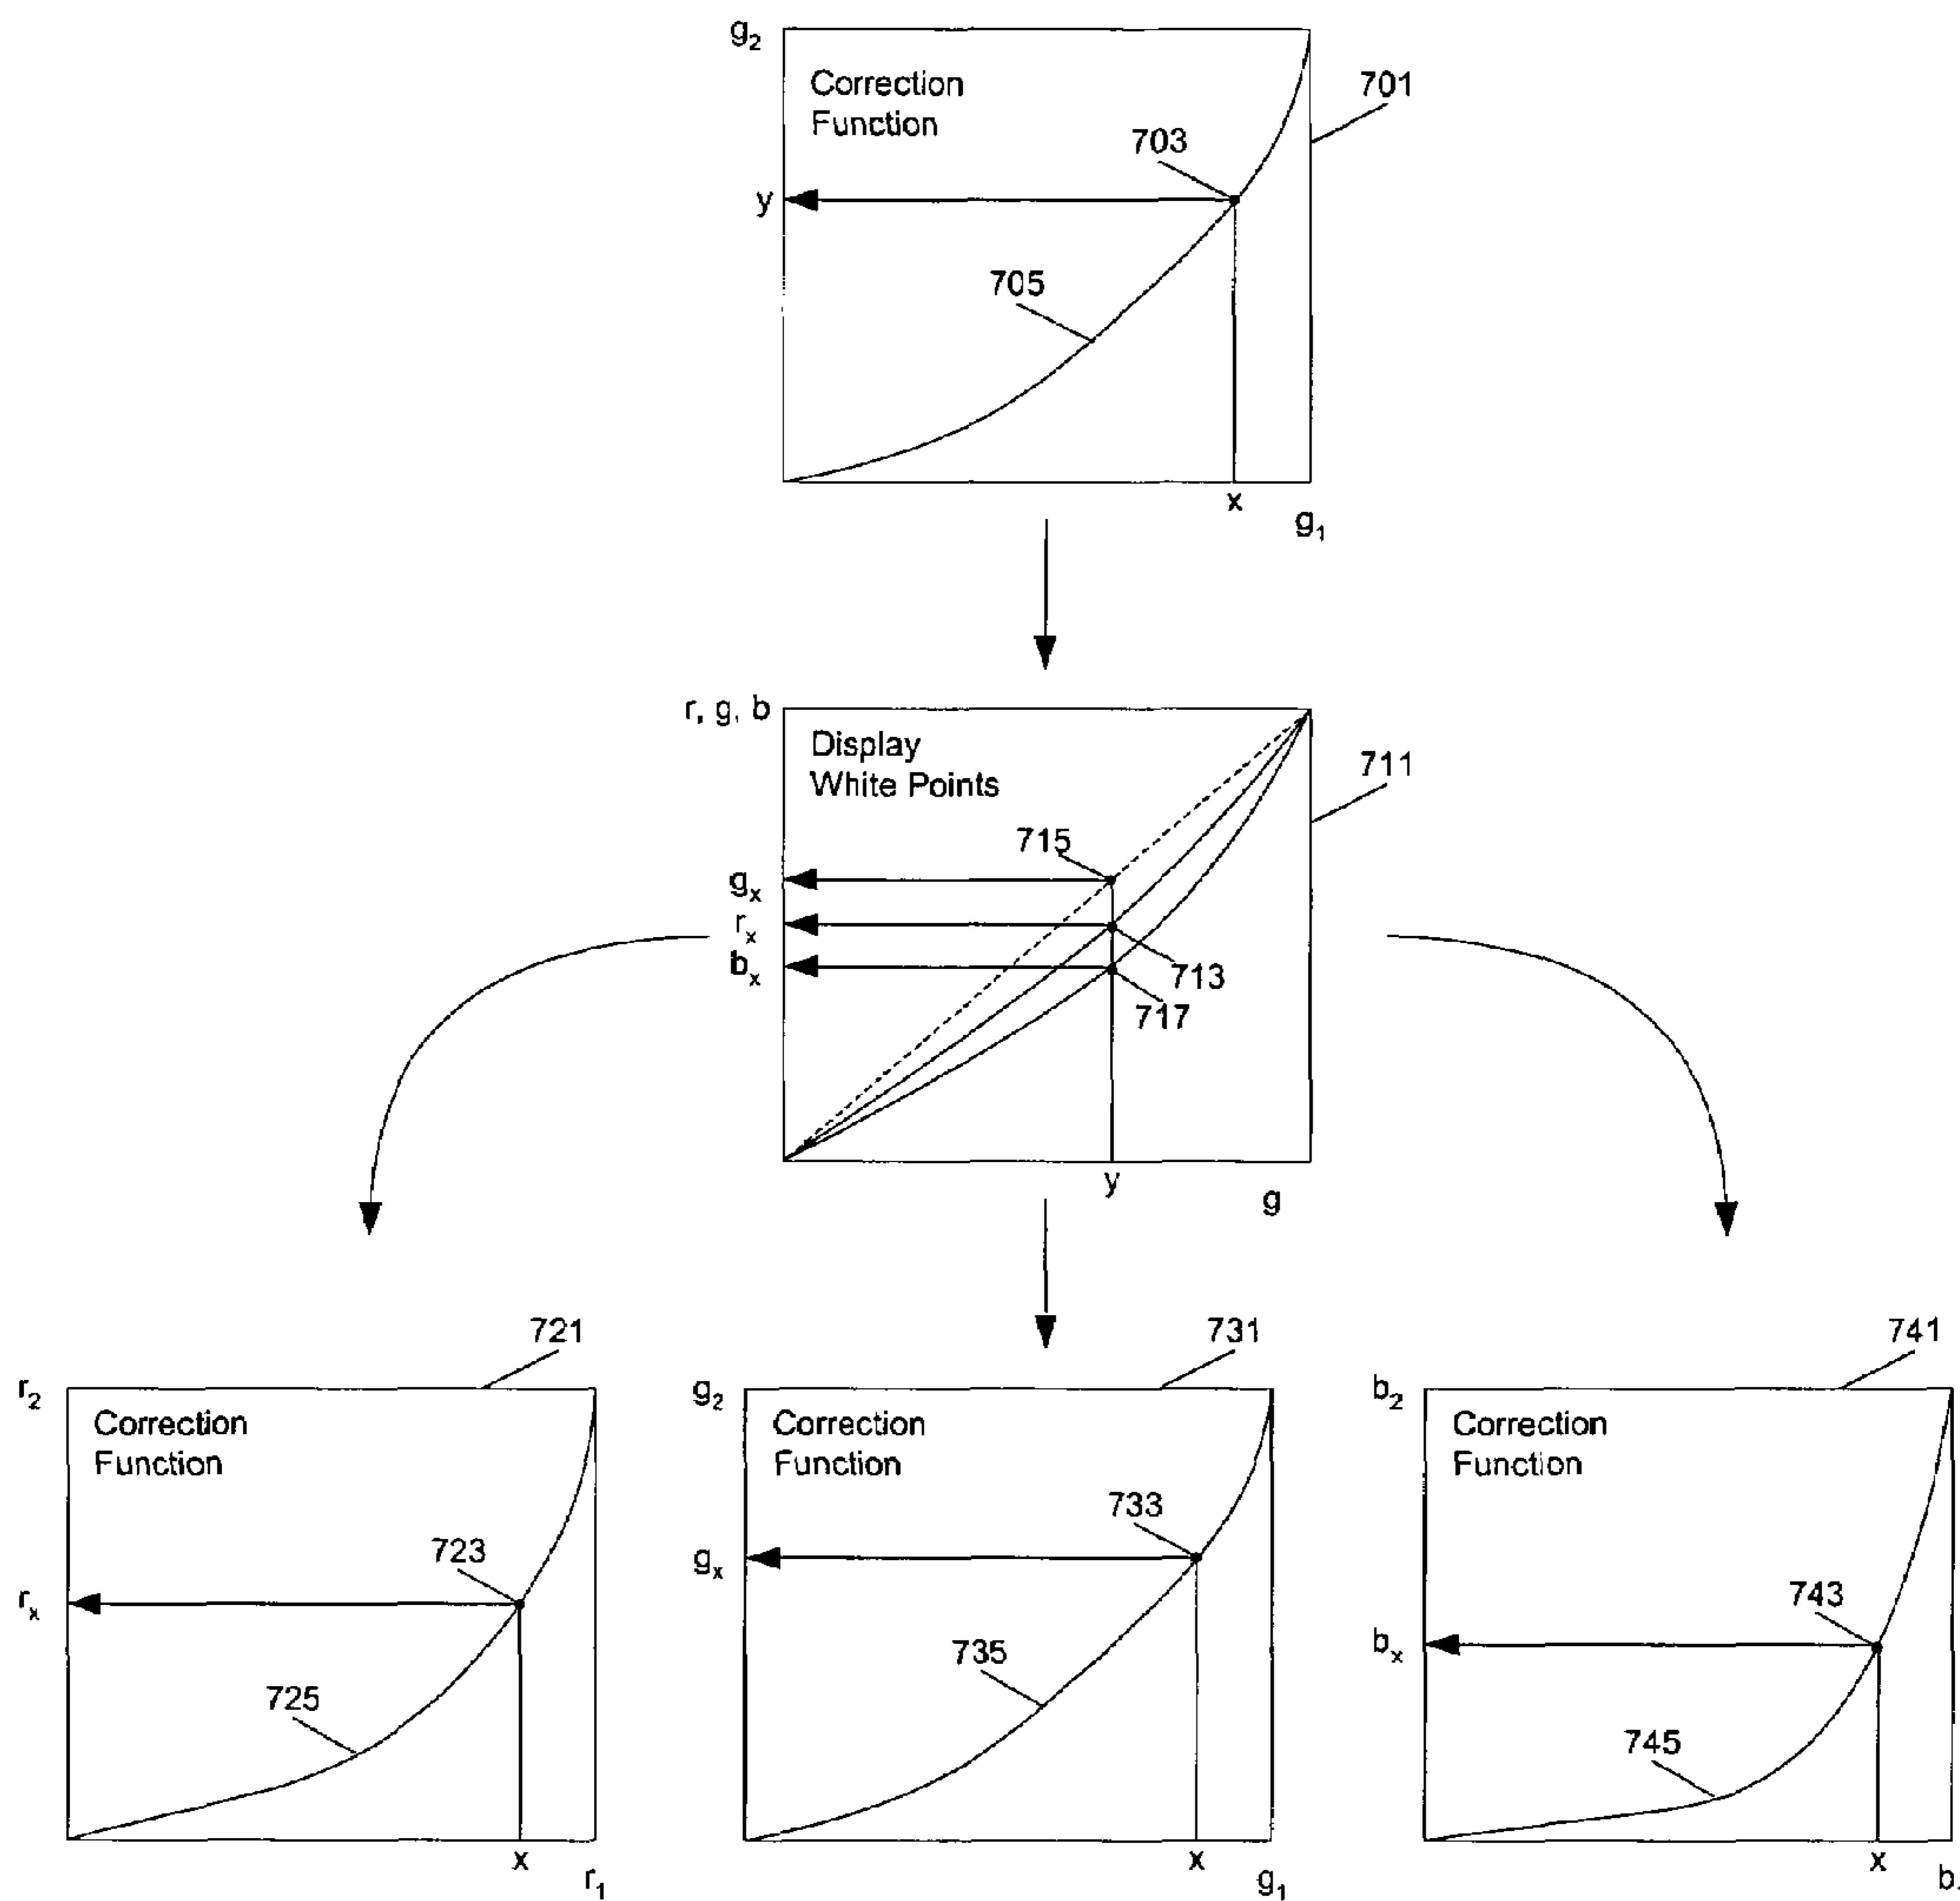 g2
Correction
Function
701
703
y
705
x
g1
r, g, b
Display
White Points
711
715
gx
rx
bx
713
717
y
g
721
r2
Correction
Function
723
rx
725
x
r1
731
g2
Correction
Function
733
gx
735
x
g1
741
b2
Correction
Function
743
bx
745
x
b